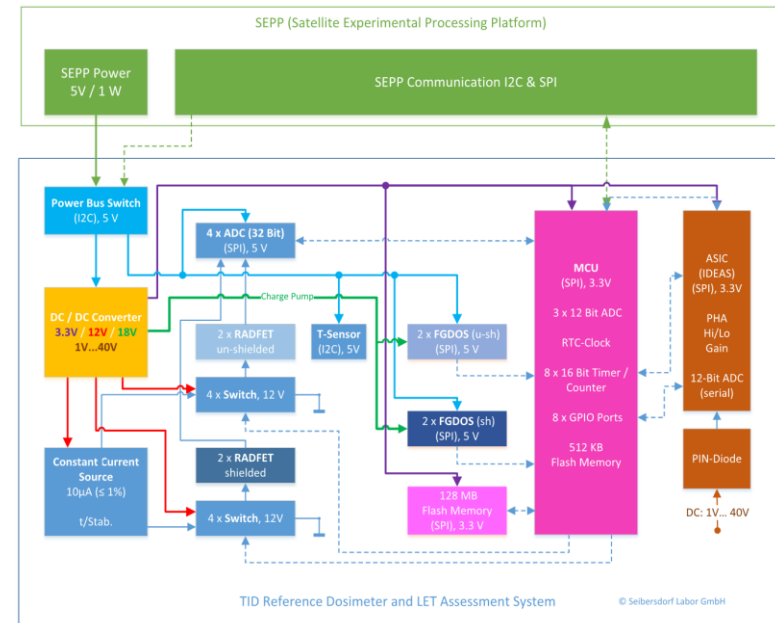 SEPP (Satellite Experimental Processing Platform)
SEPP Power
5V / 1 W
SEPP Communication I2C & SPI
Power Bus Switch
(I2C), 5 V
4 x ADC (32 Bit)
(SPI), 5 V
DC / DC Converter
3.3V / 12V / 18V
1V...40V
Charge Pump
2 x RADFET
un-shielded
T-Sensor
(I2C), 5V
2 x FGDOS (u-sh)
(SPI), 5 V
4 x Switch, 12 V
2 x FGDOS (sh)
(SPI), 5 V
Constant Current
Source
10µA (≤ 1%)
t/Stab.
2 x RADFET
shielded
4 x Switch, 12V
128 MB
Flash Memory
(SPI), 3.3 V
MCU
(SPI), 3.3V
3 x 12 Bit ADC
RTC-Clock
8 x 16 Bit Timer /
Counter
8 x GPIO Ports
512 KB
Flash Memory
ASIC
(IDEAS)
(SPI), 3.3V
PHA
Hi/Lo
Gain
12-Bit ADC
(serial)
PIN-Diode
DC: 1V... 40V
TID Reference Dosimeter and LET Assessment System
© Seibersdorf Labor GmbH